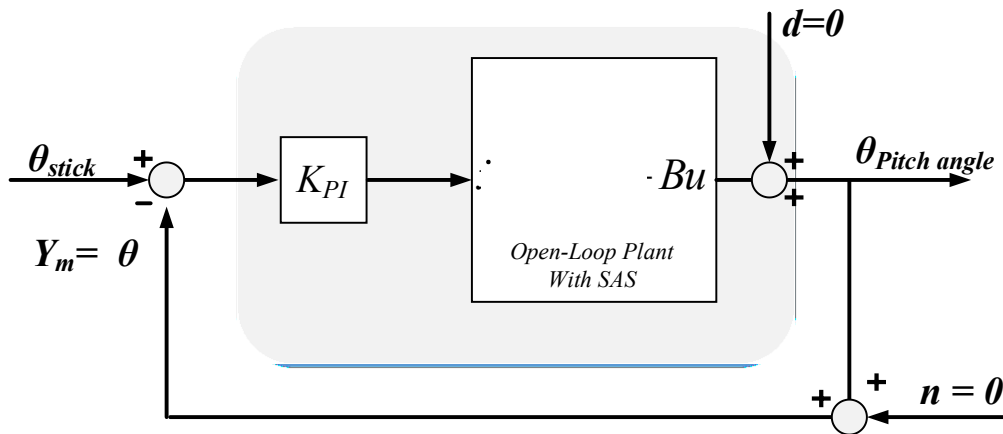 d=0
+
θstick
−
KPI
Bu
+
+
θPitch angle
Open-Loop Plant
With SAS
Ym= θ
+
+
n = 0